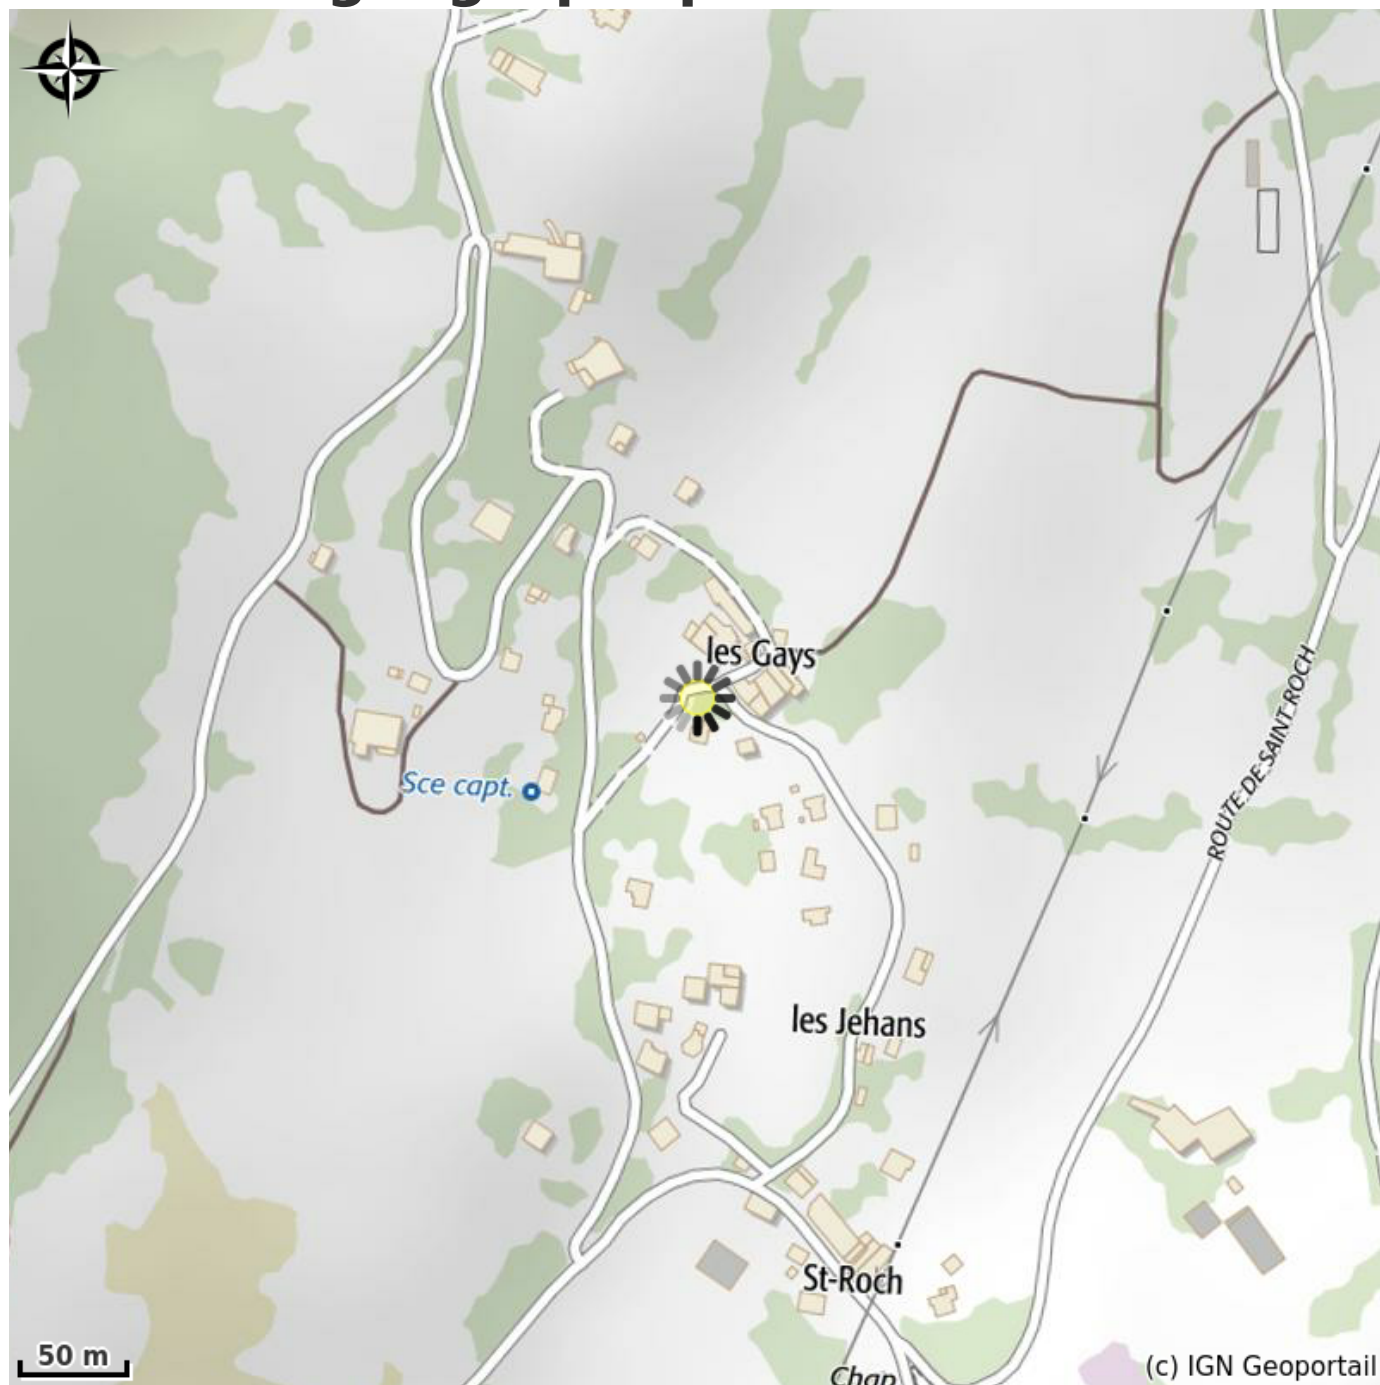 les Gays
Sce capt.
ROUTE DE SAINT ROCH
les Jehans
St-Roch
50 m
(c) IGN Geoportail
Chap